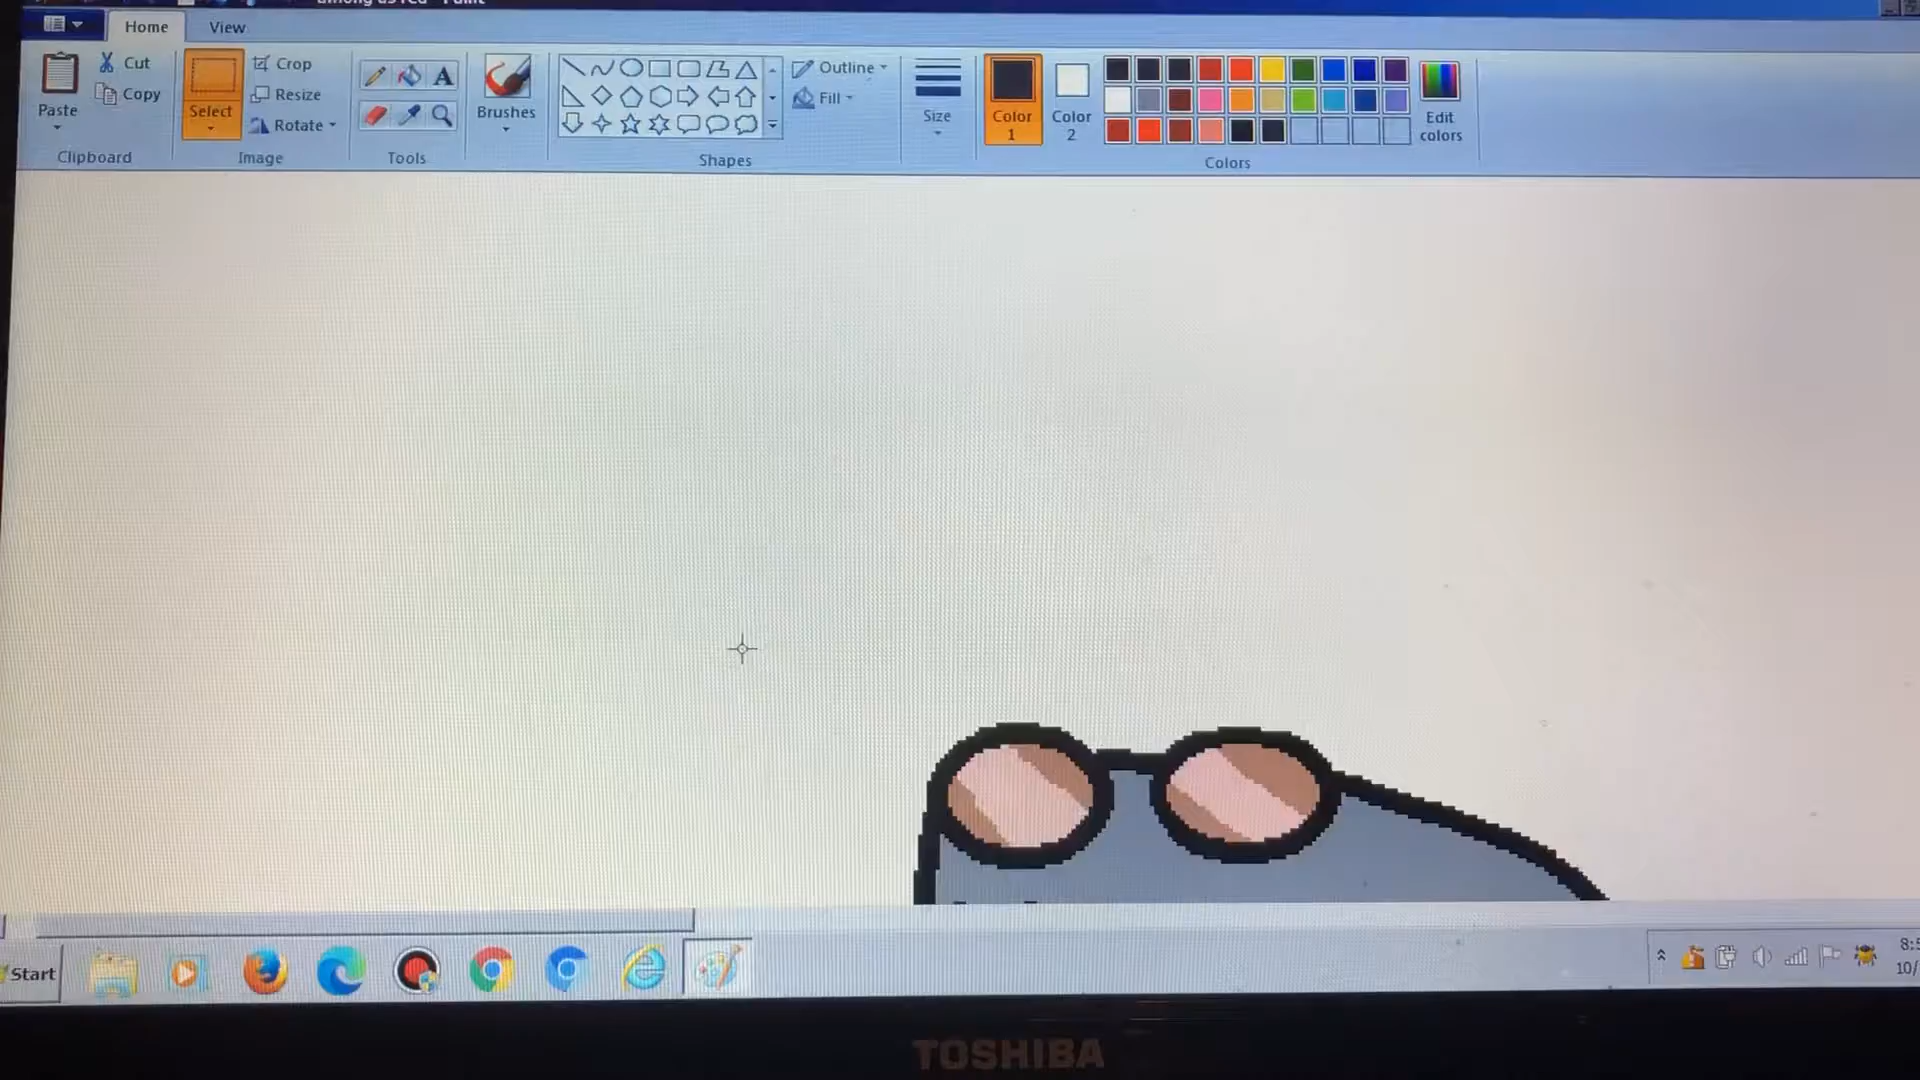 Home View
Paste
Cut
Copy
Clipboard
Select
Crop
Resize
Rotate
Image
A
Tools
Brushes
Shapes
Outline
Fill
Size
Color
1
Color
2
Edit
colors
Colors
Start
TOSHIBA